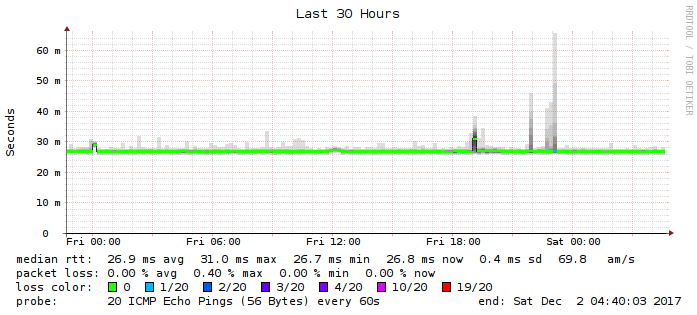 Last 30 Hours
RRDTOOL / TOBI OETIKER
Seconds
60 m
50 m
40 m
30 m
20 m
10 m
0
Fri 00:00 Fri 06:00 Fri 12:00 Fri 18:00 Sat 00:00
median rtt: 26.9 ms avg 31.0 ms max 26.7 ms min 26.8 ms now 0.4 ms sd 69.8 am/s
packet loss: 0.00 % avg 0.40 % max 0.00 % min 0.00 % now
loss color: 0 1/20 2/20 3/20 4/20 10/20 19/20
probe: 20 ICMP Echo Pings (56 Bytes) every 60s end: Sat Dec 2 04:40:03 2017